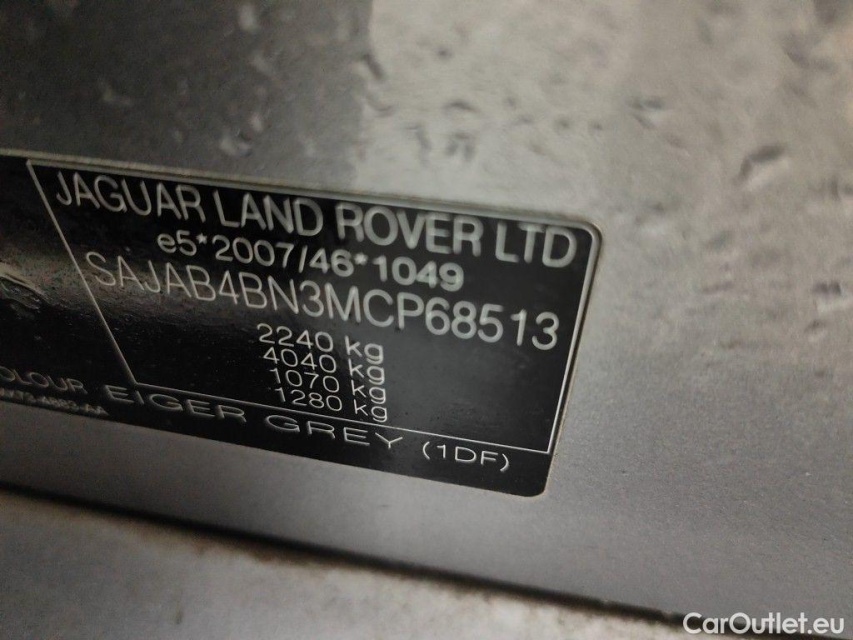 JAGUAR LAND ROVER LTD
e5*2007/46*1049
SAJAB4BN3MCP68513
2240 kg
4040 kg
1070 kg
1280 kg
OLOUR EIGER GREY (1DF)
CarOutlet.eu